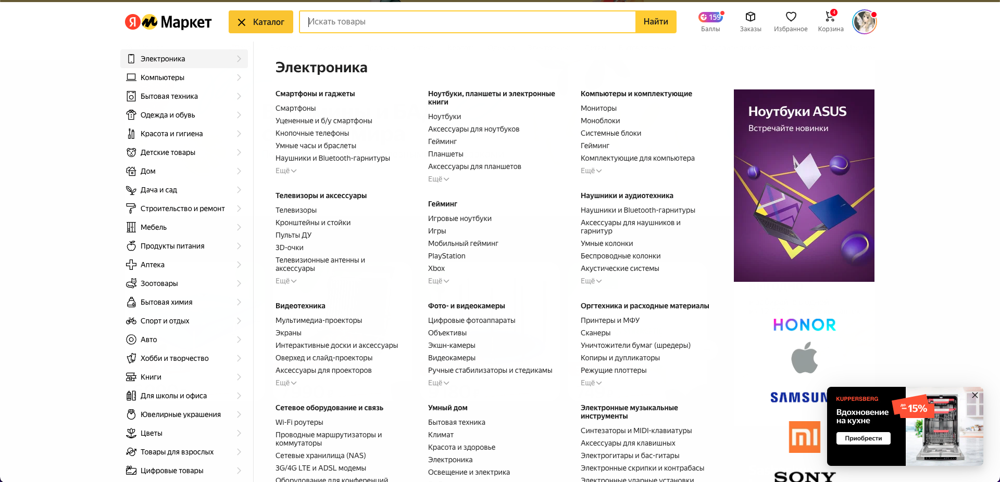 Я Маркет
Каталог
Искать товары
Найти
159
Баллы
Заказы
Избранное
4
Корзина
Электроника
Компьютеры
Бытовая техника
Одежда и обувь
Красота и гигиена
Детские товары
Дом
Дача и сад
Строительство и ремонт
Мебель
Продукты питания
Аптека
Зоотовары
Бытовая химия
Спорт и отдых
Авто
Хобби и творчество
Книги
Для школы и офиса
Ювелирные украшения
Цветы
Товары для взрослых
Цифровые товары
Электроника
Смартфоны и гаджеты
Смартфоны
Уцененные и б/у смартфоны
Кнопочные телефоны
Умные часы и браслеты
Наушники и Bluetooth-гарнитуры
Ещё
Телевизоры и аксессуары
Телевизоры
Кронштейны и стойки
Пульты ДУ
3D-очки
Телевизионные антенны и
аксессуары
Ещё
Видеотехника
Мультимедиа-проекторы
Экраны
Интерактивные доски и аксессуары
Оверхед и слайд-проекторы
Аксессуары для проекторов
Ещё
Сетевое оборудование и связь
Wi-Fi роутеры
Проводные маршрутизаторы и
коммутаторы
Сетевые хранилища (NAS)
3G/4G LTE и ADSL модемы
Оборудование для конференций
Ноутбуки, планшеты и электронные
книги
Ноутбуки
Аксессуары для ноутбуков
Гейминг
Планшеты
Аксессуары для планшетов
Ещё
Гейминг
Игровые ноутбуки
Игры
Мобильный гейминг
PlayStation
Xbox
Ещё
Фото- и видеокамеры
Цифровые фотоаппараты
Объективы
Экшн-камеры
Видеокамеры
Ручные стабилизаторы и стедикамы
Ещё
Умный дом
Бытовая техника
Климат
Красота и здоровье
Электроника
Освещение и электрика
Компьютеры и комплектующие
Мониторы
Моноблоки
Системные блоки
Гейминг
Комплектующие для компьютера
Ещё
Наушники и аудиотехника
Наушники и Bluetooth-гарнитуры
Аксессуары для наушников и
гарнитур
Умные колонки
Беспроводные колонки
Акустические системы
Ещё
Оргтехника и расходные материалы
Принтеры и МФУ
Сканеры
Уничтожители бумаг (шредеры)
Копиры и дупликаторы
Режущие плоттеры
Ещё
Электронные музыкальные
инструменты
Синтезаторы и MIDI-клавиатуры
Аксессуары для клавишных
Электрогитары и бас-гитары
Электронные скрипки и контрабасы
Электронные ударные установки
Ноутбуки ASUS
Встречайте новинки
HONOR
SAMSUN
mi
SONY
KUPPERSBERG
Вдохновение
на кухне
Приобрести
до
−15%